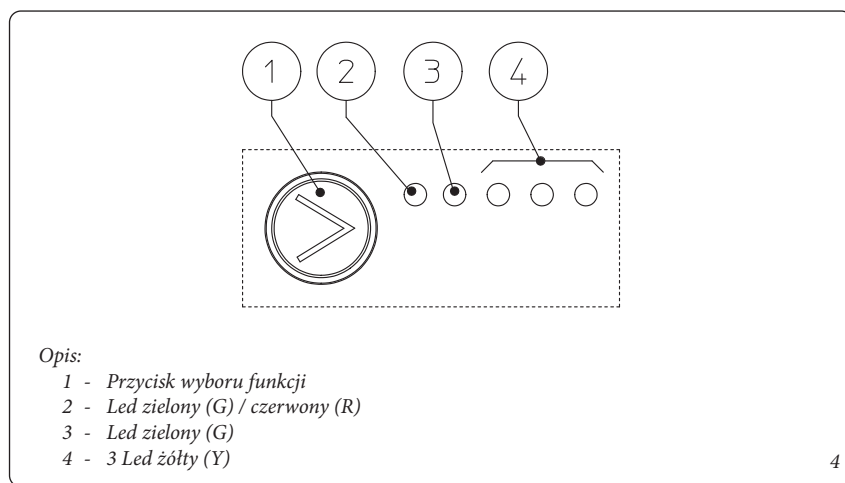 1 2 3 4
Opis:
1 - Przycisk wyboru funkcji
2 - Led zielony (G) / czerwony (R)
3 - Led zielony (G)
4 - 3 Led żółty (Y)
4